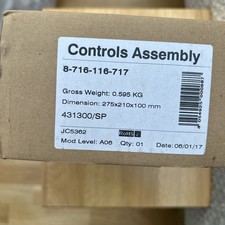 Controls Assembly
8-716-116-717
Gross Weight: 0.595 KG
Dimension: 275x210x100 mm
431300/SP
JC5362
RoHS
Mod Level: A06 Qty: 01 Date: 06/01/17